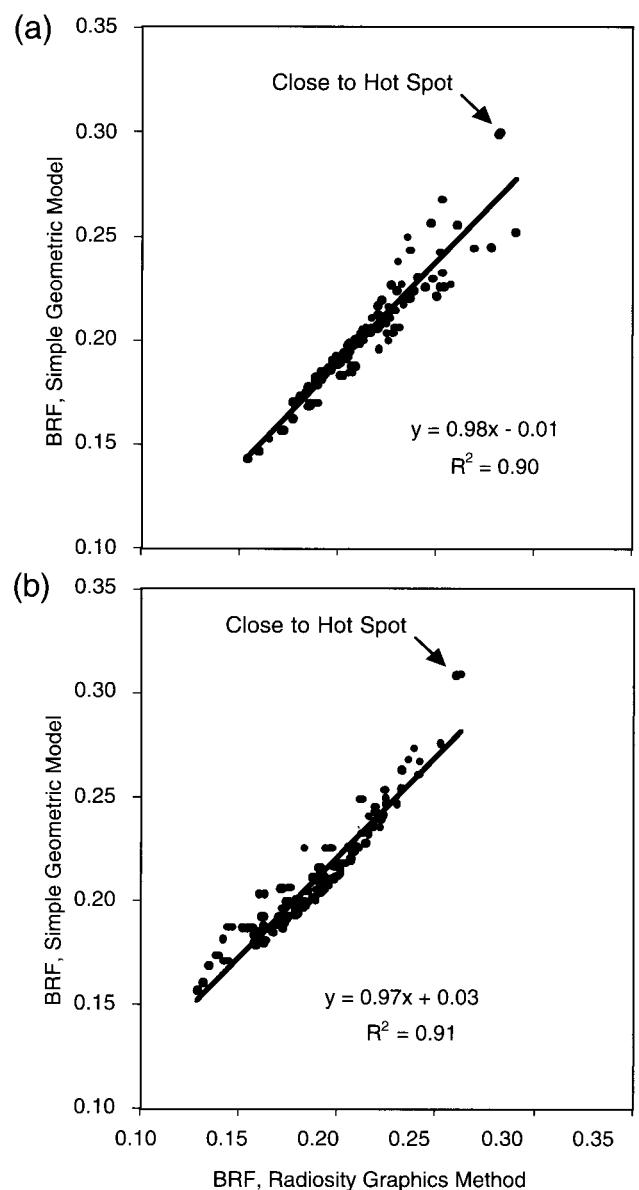 (a)
0.35
Close to Hot Spot
0.30
0.25
0.20
0.15
0.10
BRF, Simple Geometric Model
y = 0.98x - 0.01
R² = 0.90
(b)
0.35
Close to Hot Spot
0.30
0.25
0.20
0.15
0.10
BRF, Simple Geometric Model
y = 0.97x + 0.03
R² = 0.91
0.10 0.15 0.20 0.25 0.30 0.35
BRF, Radiosity Graphics Method